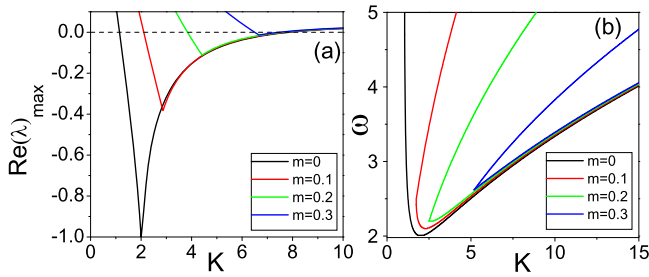 0.0
-0.2
-0.4
-0.6
-0.8
-1.0
Re(λ)max
(a)
m=0
m=0.1
m=0.2
m=0.3
0 2 4 6 8 10
K
5
4
3
2
ω
(b)
m=0
m=0.1
m=0.2
m=0.3
0 5 10 15
K